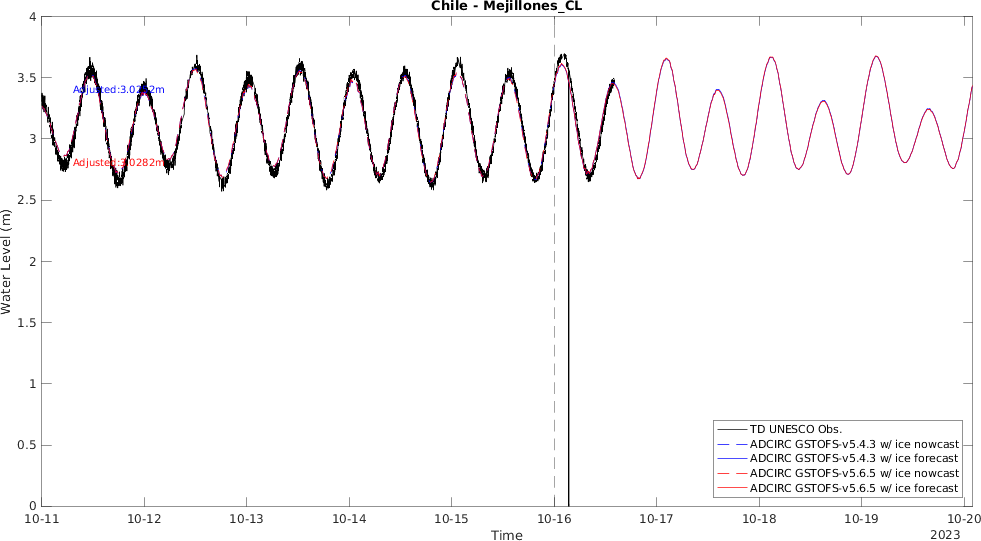 Chile - Mejillones_CL
4
3.5
3
2.5
2
1.5
1
0.5
0
Water Level (m)
Adjusted:3.0282m
10-11
10-12
10-13
10-14
10-15
10-16
10-17
10-18
10-19
10-20
Time
2023
TD UNESCO Obs.
ADCIRC GSTOFS-v5.4.3 w/ ice nowcast
ADCIRC GSTOFS-v5.4.3 w/ ice forecast
ADCIRC GSTOFS-v5.6.5 w/ ice nowcast
ADCIRC GSTOFS-v5.6.5 w/ ice forecast